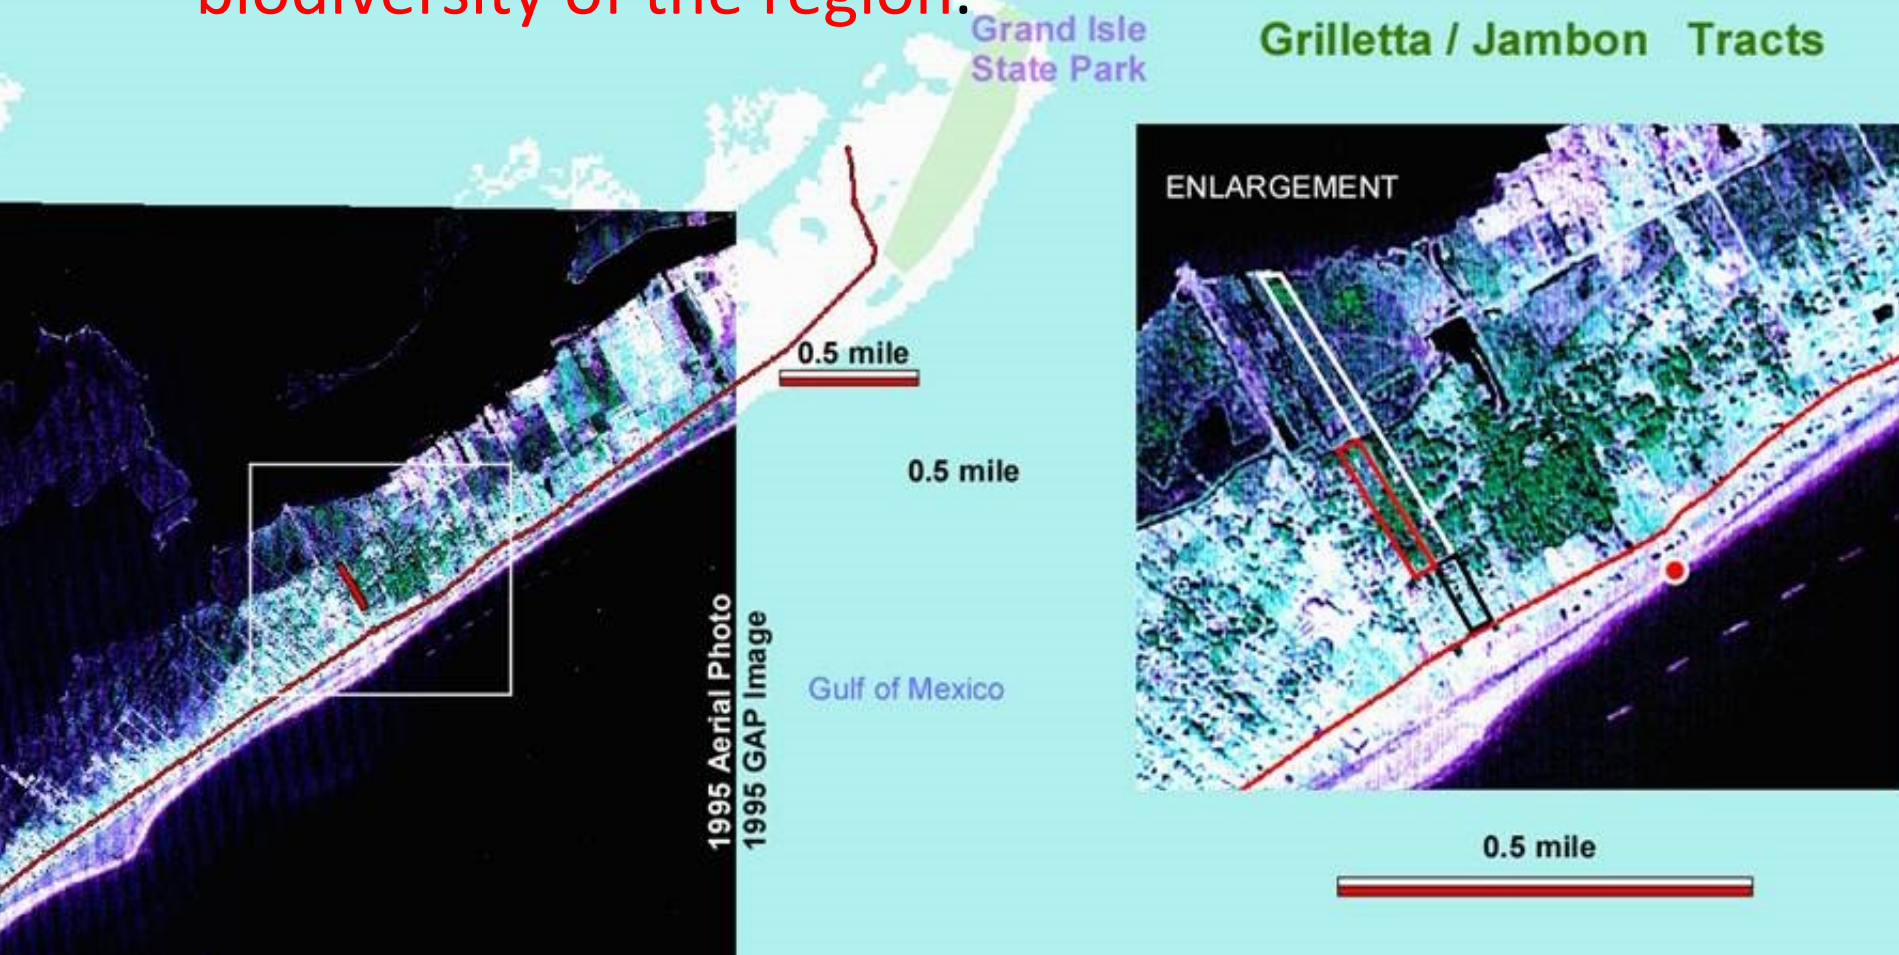 biodiversity of the region.
Grand Isle
State Park
Grilletta / Jambon Tracts
ENLARGEMENT
0.5 mile
0.5 mile
1995 Aerial Photo
1995 GAP Image
Gulf of Mexico
0.5 mile